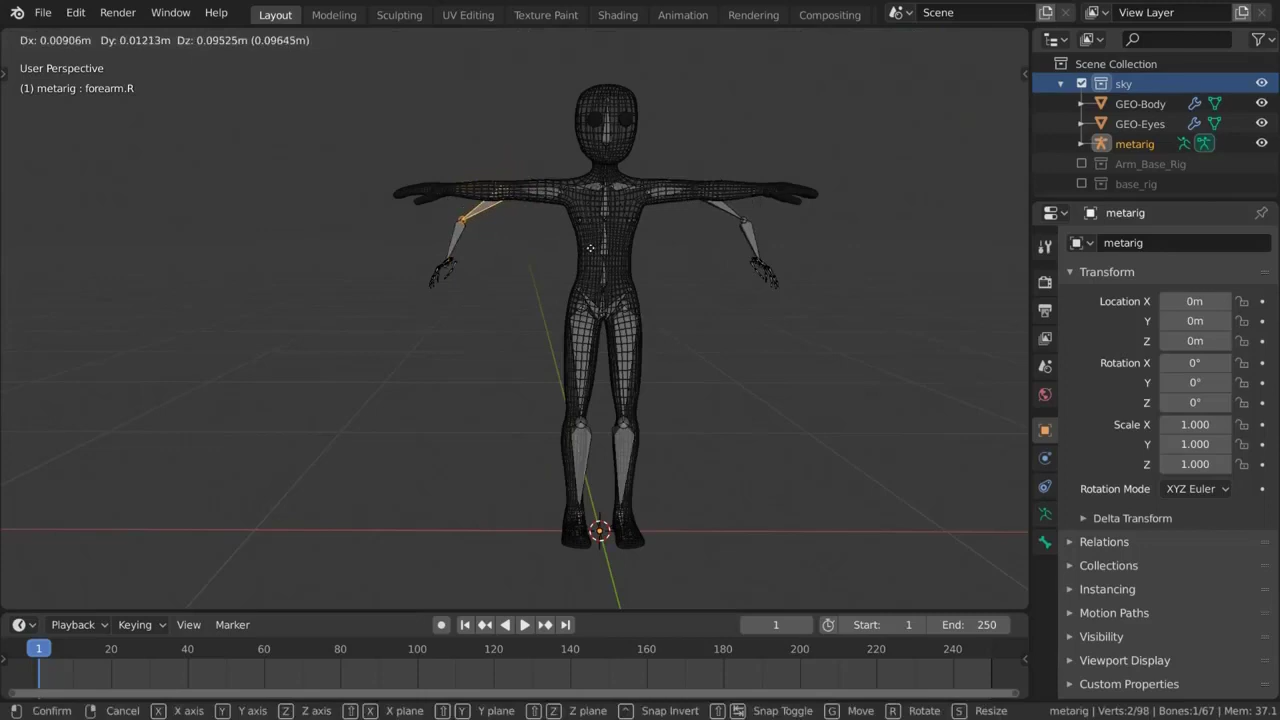 File Edit Render Window Help Layout Modeling Sculpting UV Editing Texture Paint Shading Animation Rendering Compositing Scene View Layer
Dx: 0.00906m Dy: 0.01213m Dz: 0.09525m (0.09645m)
User Perspective
(1) metarig : forearm.R
Scene Collection
sky
GEO-Body
GEO-Eyes
metarig
Arm_Base_Rig
base_rig
metarig
metarig
Transform
Location X 0m
Y 0m
Z 0m
Rotation X 0°
Y 0°
Z 0°
Scale X 1.000
Y 1.000
Z 1.000
Rotation Mode XYZ Euler
Delta Transform
Relations
Collections
Instancing
Motion Paths
Visibility
Viewport Display
Custom Properties
Playback Keying View Marker 1 Start: 1 End: 250
1 20 40 60 80 100 120 140 160 180 200 220 240
Confirm Cancel X X axis Y Y axis Z Z axis X X plane Y Y plane Z Z plane Snap Invert Snap Toggle G Move R Rotate S Resize metarig | Verts:2/98 | Bones:1/67 | Mem: 37.1